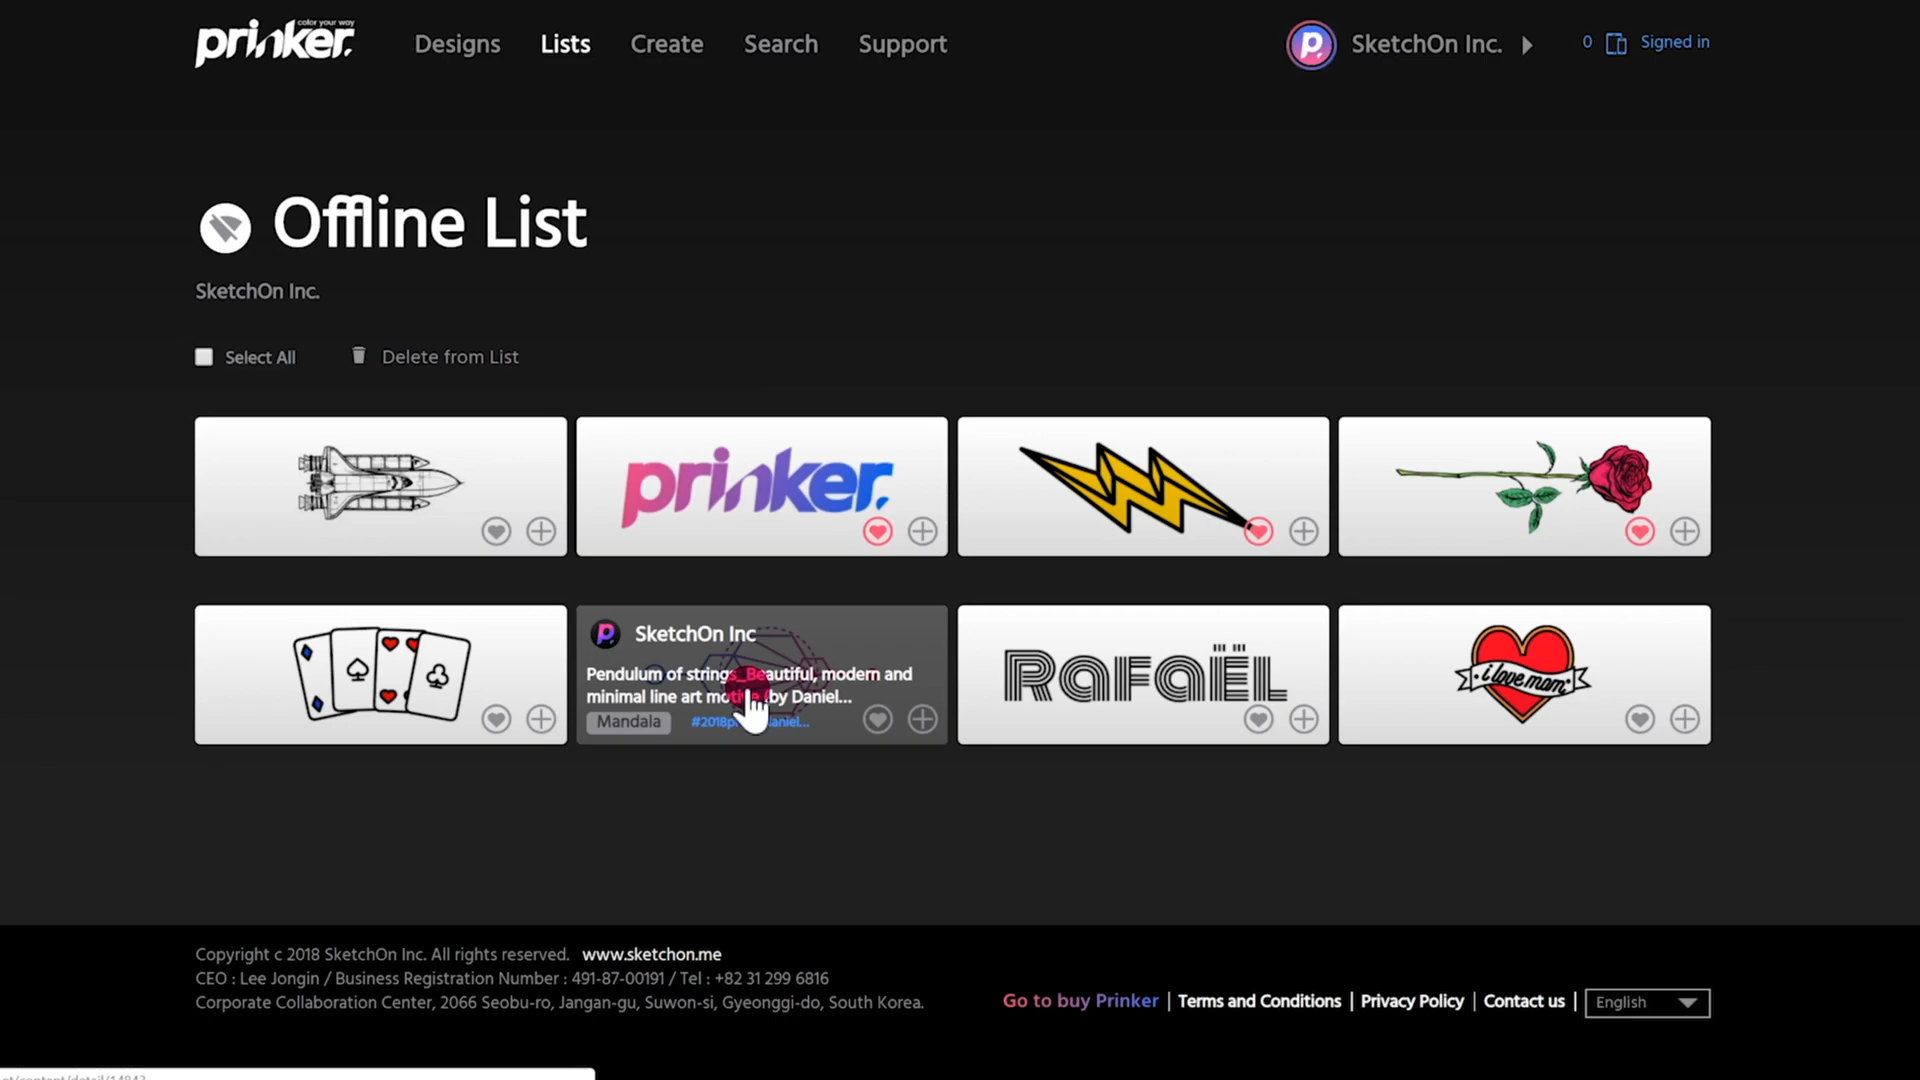 prinker.
color your way
Designs
Lists
Create
Search
Support
SketchOn Inc.
0
Signed in
Offline List
SketchOn Inc.
Select All
Delete from List
prinker.
SketchOn Inc
Pendulum of strings_Beautiful, modern and
minimal line art (by Daniel...
Mandala
RaFaËL
i love mom
Copyright c 2018 SketchOn Inc. All rights reserved. www.sketchon.me
CEO : Lee Jongin / Business Registration Number : 491-87-00191 / Tel : +82 31 299 6816
Corporate Collaboration Center, 2066 Seobu-ro, Jangan-gu, Suwon-si, Gyeonggi-do, South Korea.
Go to buy Prinker | Terms and Conditions | Privacy Policy | Contact us |
English